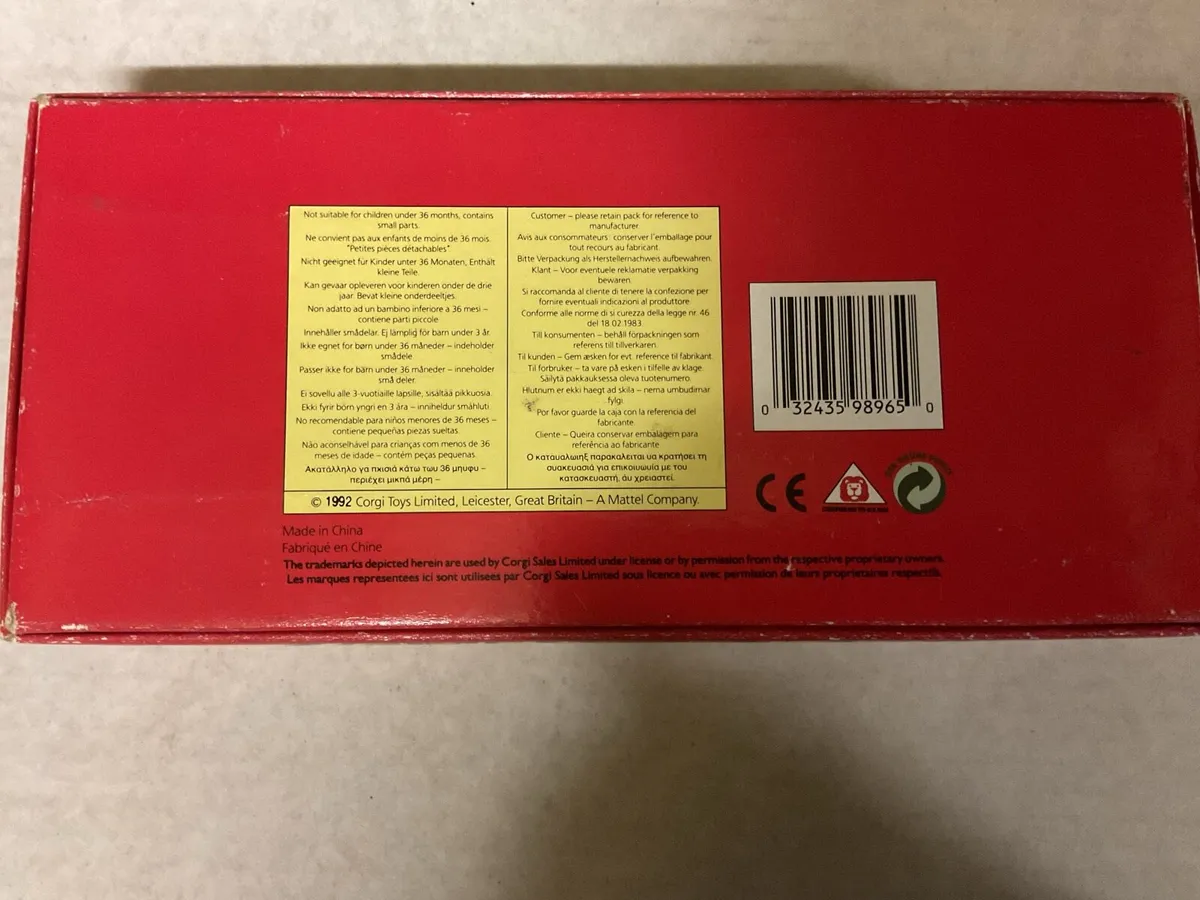 Not suitable for children under 36 months, contains
small parts.
Ne convient pas aux enfants de moins de 36 mois.
"Petites pièces détachables"
Nicht geeignet für Kinder unter 36 Monaten, Enthält
kleine Teile.
Kan gevaar opleveren voor kinderen onder de drie
jaar. Bevat kleine onderdeeltjes.
Non adatto ad un bambino inferiore a 36 mesi –
contiene parti piccole
Innehåller smådelar. Ej lämplig för barn under 3 år.
Ikke egnet for børn under 36 måneder – indeholder
smådele.
Passer ikke for bärn under 36 måneder – inneholder
små deler.
Ei sovellu alle 3-vuotiaille lapsille, sisältää pikkuosia.
Ekki fyrir börn yngri en 3 ára – inniheldur smáhluti.
No recomendable para niños menores de 36 meses –
contiene pequeñas piezas sueltas.
Não aconselhável para crianças com menos de 36
meses de idade – contém peças pequenas.
Ακατάλληλο γα πκισιά κάτω τωυ 36 μηυφυ –
περιέχει μικπά μέρη –
Customer – please retain pack for reference to
manufacturer.
Avis aux consommateurs: conserver l'emballage pour
tout recours au fabricant.
Bitte Verpackung als Herstellernachweis aufbewahren.
Klant – Voor eventuele reklamatie verpakking
bewaren.
Si raccomanda al cliente di tenere la confezione per
fornire eventuali indicazioni al produttore.
Conforme alle norme di si curezza della legge nr. 46
del 18.02.1983.
Till konsumenten – behåll förpackningen som
referens till tillverkaren.
Til kunden – Gem æsken for evt. reference til fabrikant.
Til forbruker – ta vare på esken i tilfelle av klage.
Säilytä pakkauksessa oleva tuotenumero.
Hlutnum er ekki haegt ad skila – nema umbudimar
fylgi.
Por favor guarde la caja con la referencia del
fabricante.
Cliente – Queira conservar embalagem para
referência ao fabricante
Ο καταυαλωιηξ παρακαλειται υα κρατήσει τη
συακευασιά για επικοιυωυία με του
κατασκευαστή, άυ χρειαστεί.
© 1992 Corgi Toys Limited, Leicester, Great Britain – A Mattel Company.
0 32435 98965 0
CE
Made in China
Fabriqué en Chine
The trademarks depicted herein are used by Corgi Sales Limited under license or by permission from the respective proprietary owners.
Les marques representees ici sont utilisees par Corgi Sales Limited sous licence ou avec permission de leurs proprietaires respectifs.